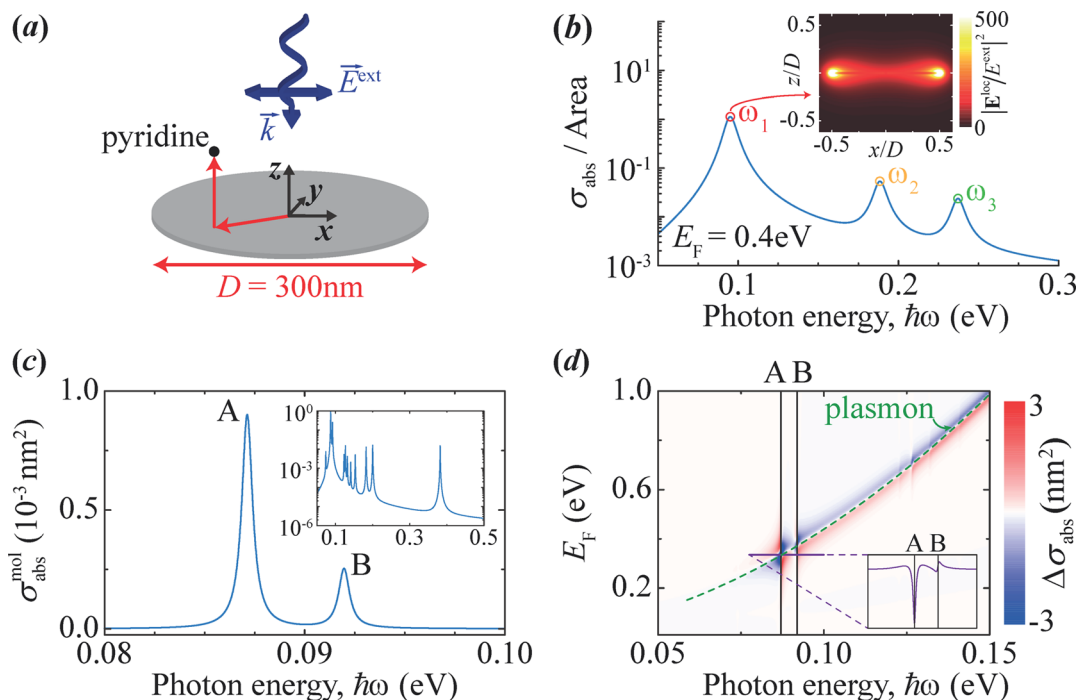 (a)
E^ext
k
pyridine
z
y
x
D = 300nm
(b)
σ_abs / Area
10^1
10^-1
10^-3
0.1
0.2
0.3
Photon energy, ħω (eV)
E_F = 0.4eV
ω_1
ω_2
ω_3
z/D
0.5
0
-0.5
-0.5
0
0.5
x/D
500
0
|E^loc/E^ext|^2
(c)
σ_abs^mol (10^-3 nm^2)
1.0
0.5
0.0
0.08
0.09
0.10
Photon energy, ħω (eV)
A
B
10^0
10^-3
10^-6
0.1
0.3
0.5
(d)
A B
E_F (eV)
1.0
0.6
0.2
0.05
0.10
0.15
Photon energy, ħω (eV)
plasmon
A B
3
-3
Δσ_abs (nm^2)